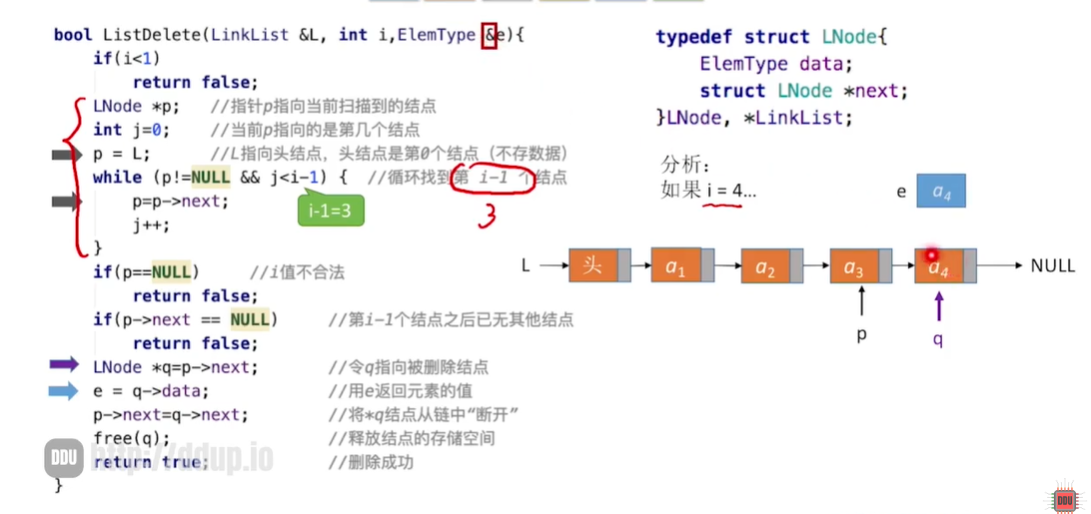 bool ListDelete(LinkList &L, int i,ElemType &e){
if(i<1)
return false;
LNode *p; //指针p指向当前扫描到的结点
int j=0; //当前p指向的是第几个结点
p = L; //L指向头结点，头结点是第0个结点（不存数据）
while (p!=NULL && j<i-1) { //循环找到第 i-1 个结点
p=p->next;
i-1=3
3
j++;
}
if(p==NULL) //i值不合法
return false;
if(p->next == NULL) //第i-1个结点之后已无其他结点
return false;
LNode *q=p->next; //令q指向被删除结点
e = q->data; //用e返回元素的值
p->next=q->next; //将*q结点从链中“断开”
free(q); //释放结点的存储空间
return true; //删除成功
}
typedef struct LNode{
ElemType data;
struct LNode *next;
}LNode, *LinkList;
分析：
如果 i = 4…
e a4
L 头 a1 a2 a3 a4 NULL
p q
DDU http://ddup.io
DDU